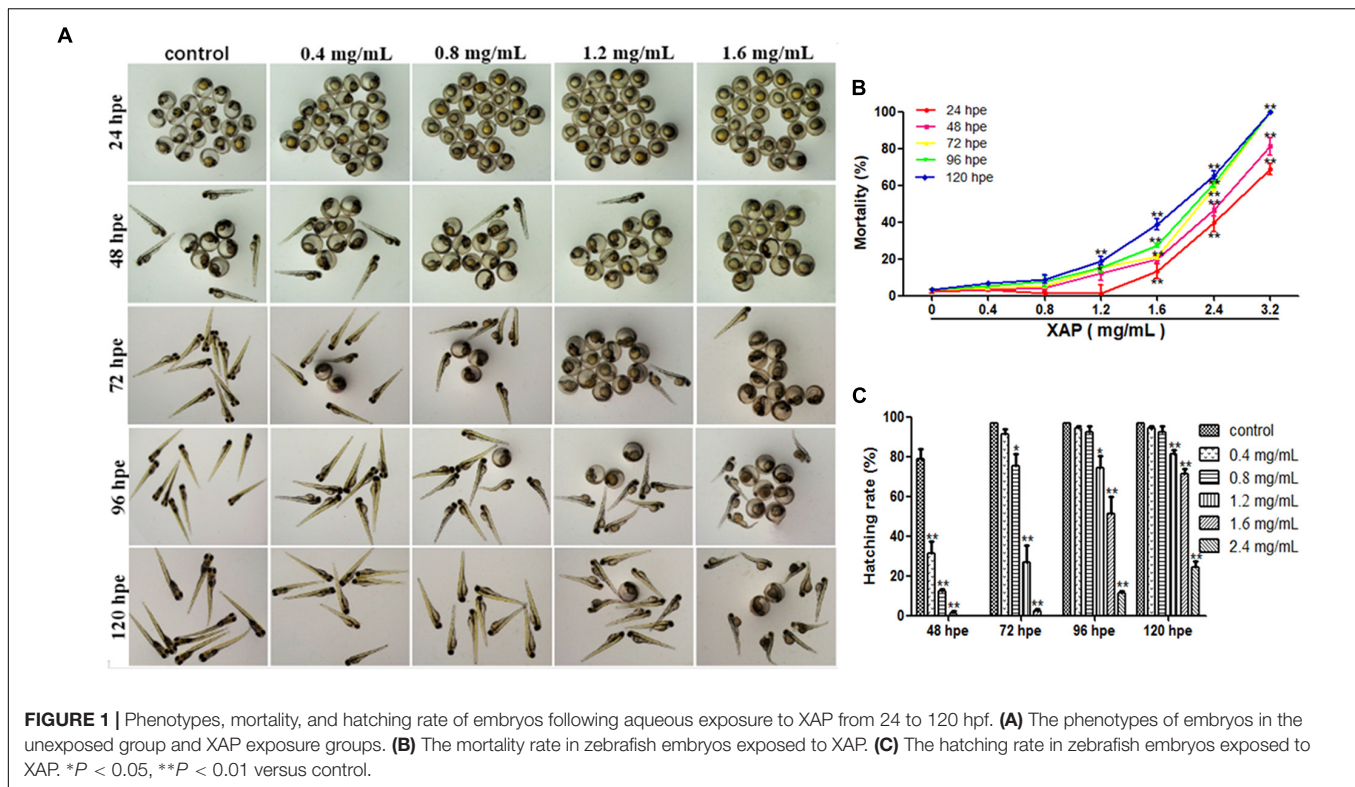 A
control 0.4 mg/mL 0.8 mg/mL 1.2 mg/mL 1.6 mg/mL
24 hpe
48 hpe
72 hpe
96 hpe
120 hpe
B
Mortality (%)
100
80
60
40
20
0
24 hpe
48 hpe
72 hpe
96 hpe
120 hpe
** ** ** ** ** ** ** ** ** ** ** ** ** **
0 0.4 0.8 1.2 1.6 2.4 3.2
XAP ( mg/mL )
C
Hatching rate (%)
100
80
60
40
20
0
** ** ** * ** ** * ** ** ** ** **
48 hpe 72 hpe 96 hpe 120 hpe
control
0.4 mg/mL
0.8 mg/mL
1.2 mg/mL
1.6 mg/mL
2.4 mg/mL
FIGURE 1 | Phenotypes, mortality, and hatching rate of embryos following aqueous exposure to XAP from 24 to 120 hpf. (A) The phenotypes of embryos in the
unexposed group and XAP exposure groups. (B) The mortality rate in zebrafish embryos exposed to XAP. (C) The hatching rate in zebrafish embryos exposed to
XAP. *P < 0.05, **P < 0.01 versus control.